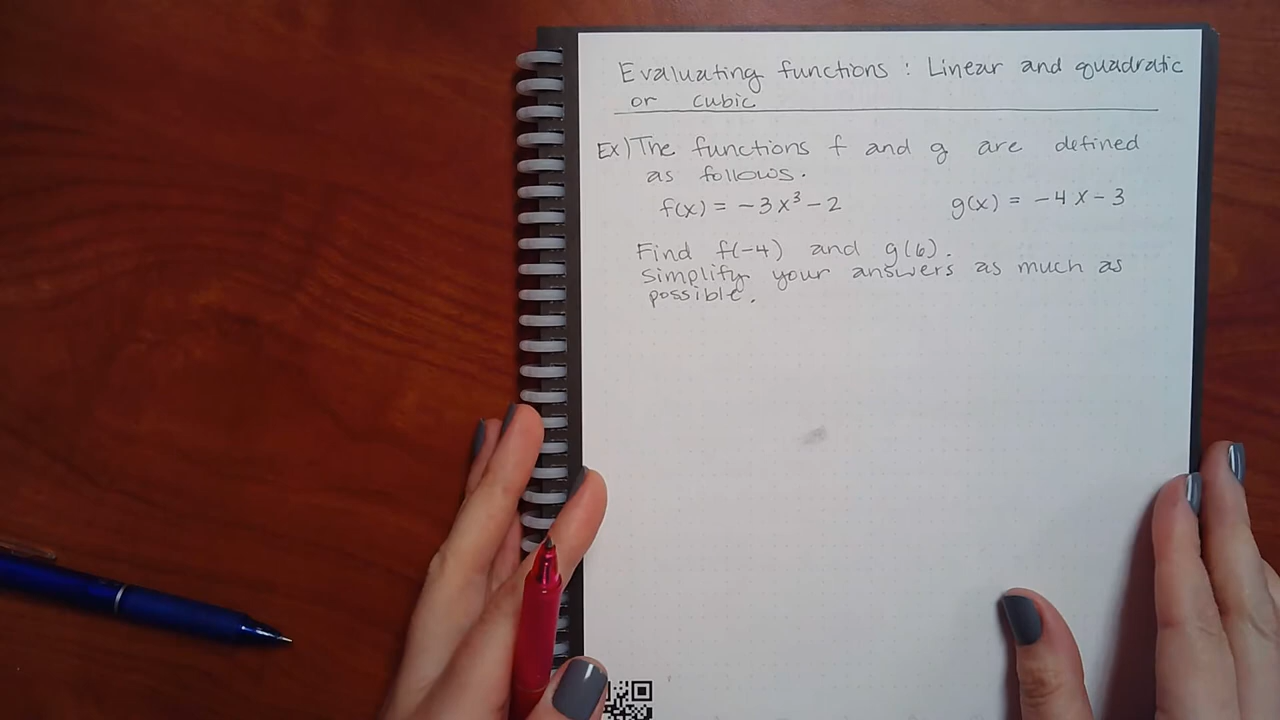 Evaluating functions : Linear and quadratic
or cubic
Ex) The functions f and g are defined
as follows.
f(x) = -3x³-2 g(x) = -4x-3
Find f(-4) and g(6).
Simplify your answers as much as
possible.